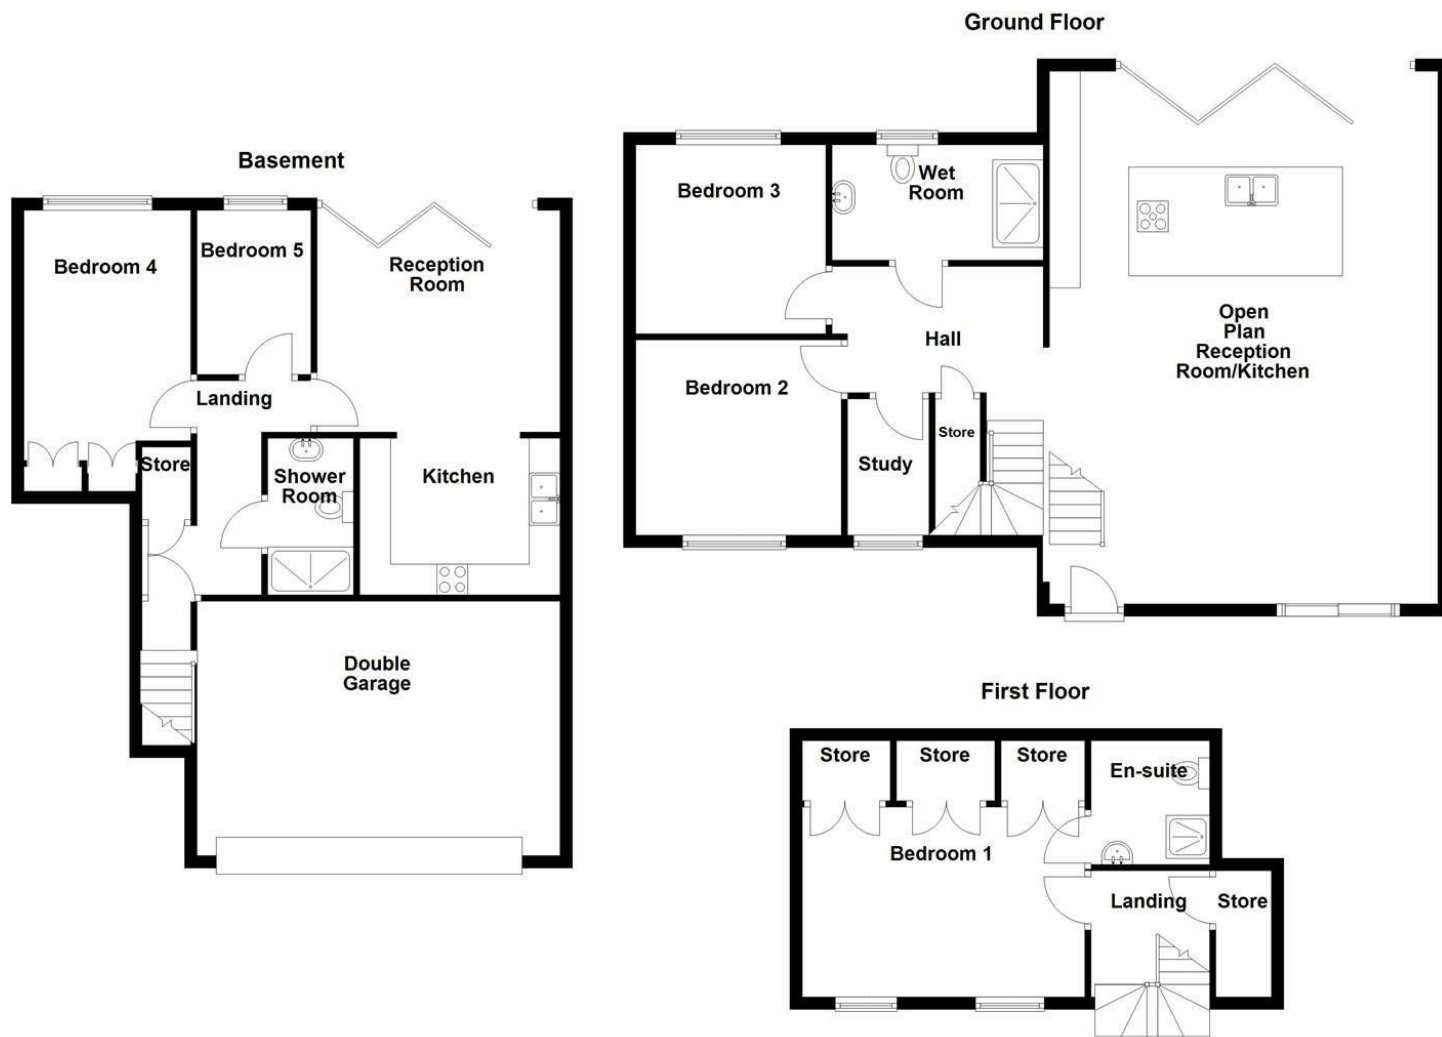 Ground Floor
Bedroom 3
Wet
Room
Open
Plan
Reception
Room/Kitchen
Hall
Bedroom 2
Store
Study
Basement
Bedroom 4
Bedroom 5
Reception
Room
Landing
Store
Shower
Room
Kitchen
Double
Garage
First Floor
Store
Store
Store
En-suite
Bedroom 1
Landing
Store